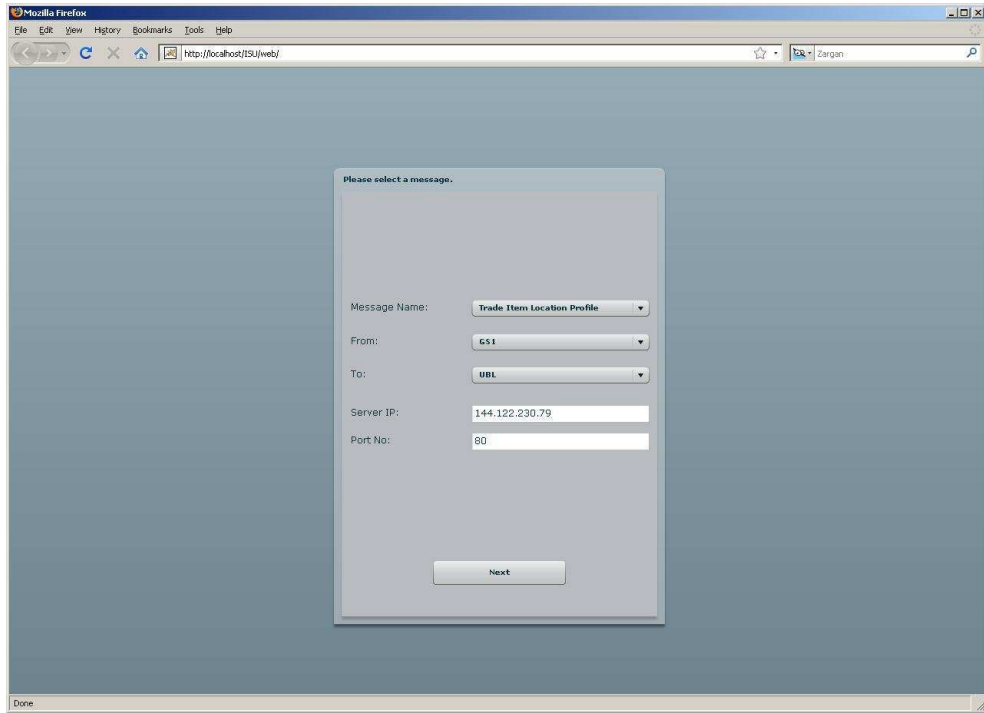 Mozilla Firefox
File Edit View History Bookmarks Tools Help
http://localhost/ISU/web/
Zargan
Please select a message.
Message Name: Trade Item Location Profile
From: GS1
To: UBL
Server IP: 144.122.230.79
Port No: 80
Next
Done